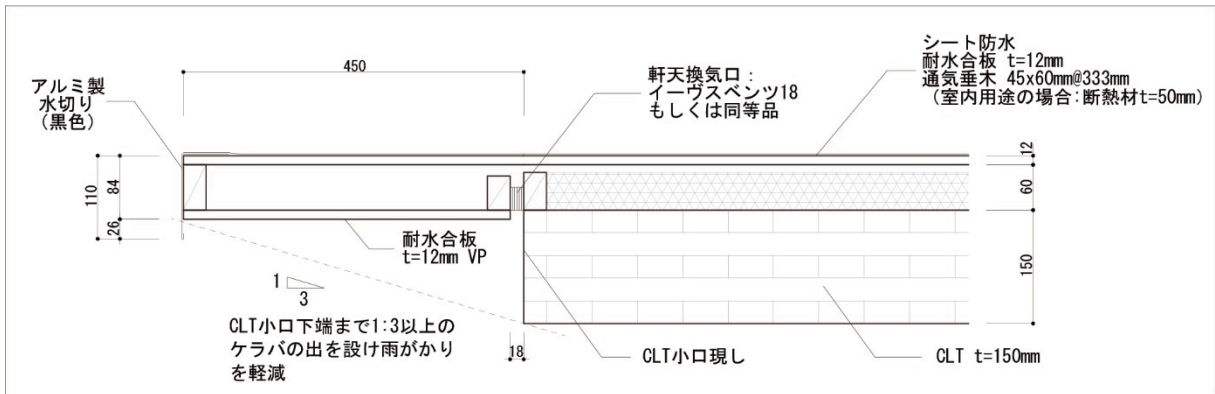 シート防水
耐水合板 t=12mm
通気垂木 45x60mm@333mm
（室内用途の場合：断熱材t=50mm）
450
軒天換気口：
イーヴスベンツ18
もしくは同等品
アルミ製
水切り
（黒色）
12
60
150
110
84
26
耐水合板
t=12mm VP
1
3
CLT小口下端まで1:3以上の
ケラバの出を設け雨がかり
を軽減
18
CLT小口現し
CLT t=150mm